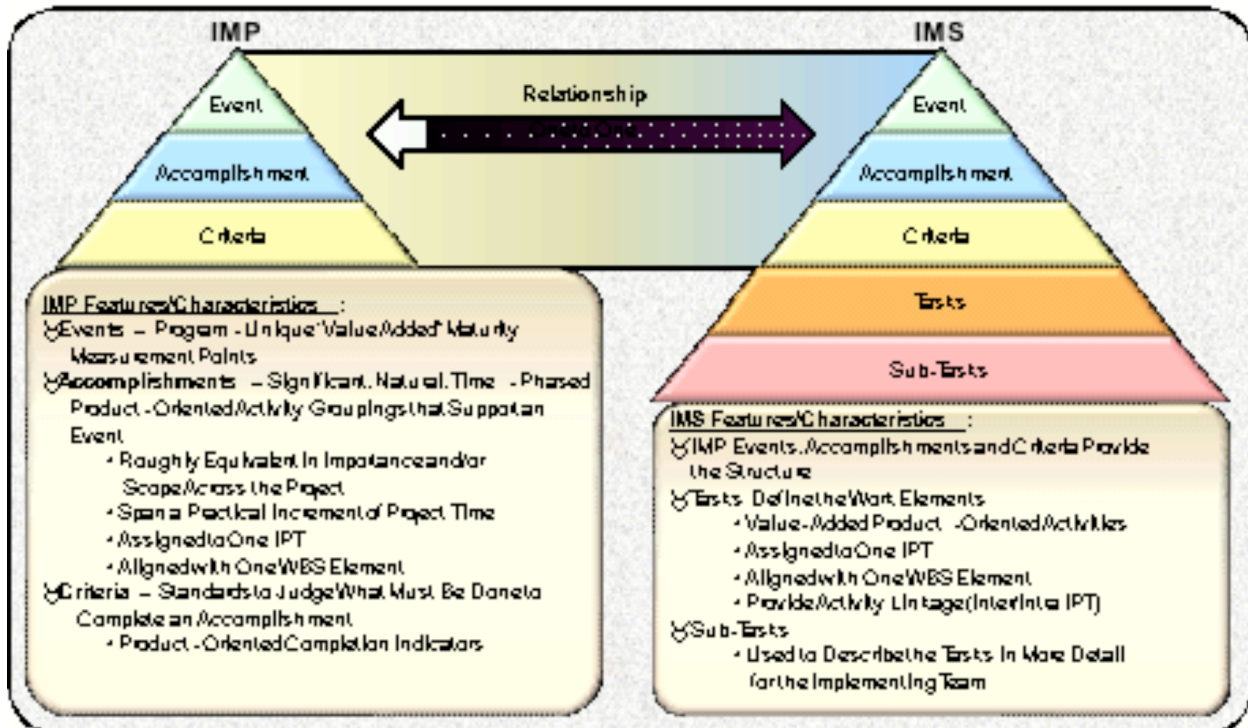 IMP
IMS
Event
Accomplishment
Criteria
Relationship
One to One
Event
Accomplishment
Criteria
Tasks
Sub-Tasks
IMP Features/Characteristics :
Events – Program - Unique "Value Added" Maturity
Measurement Points
Accomplishments – Significant, Natural, Time - Phased
Product - Oriented Activity Groupings that Support an
Event
• Roughly Equivalent In Importance and/or
Scope Across the Project
• Span a Practical Increment of Project Time
• Assigned to One IPT
• Aligned with One WBS Element
Criteria – Standards to Judge What Must Be Done to
Complete an Accomplishment
• Product - Oriented Completion Indicators
IMS Features/Characteristics :
IMP Events, Accomplishments and Criteria Provide
the Structure
Tasks Define the Work Elements
• Value - Added Product - Oriented Activities
• Assigned to One IPT
• Aligned with One WBS Element
• Provide Activity Linkage (Inter/Intra IPT)
Sub-Tasks
• Used to Describe the Tasks In More Detail
for the Implementing Team